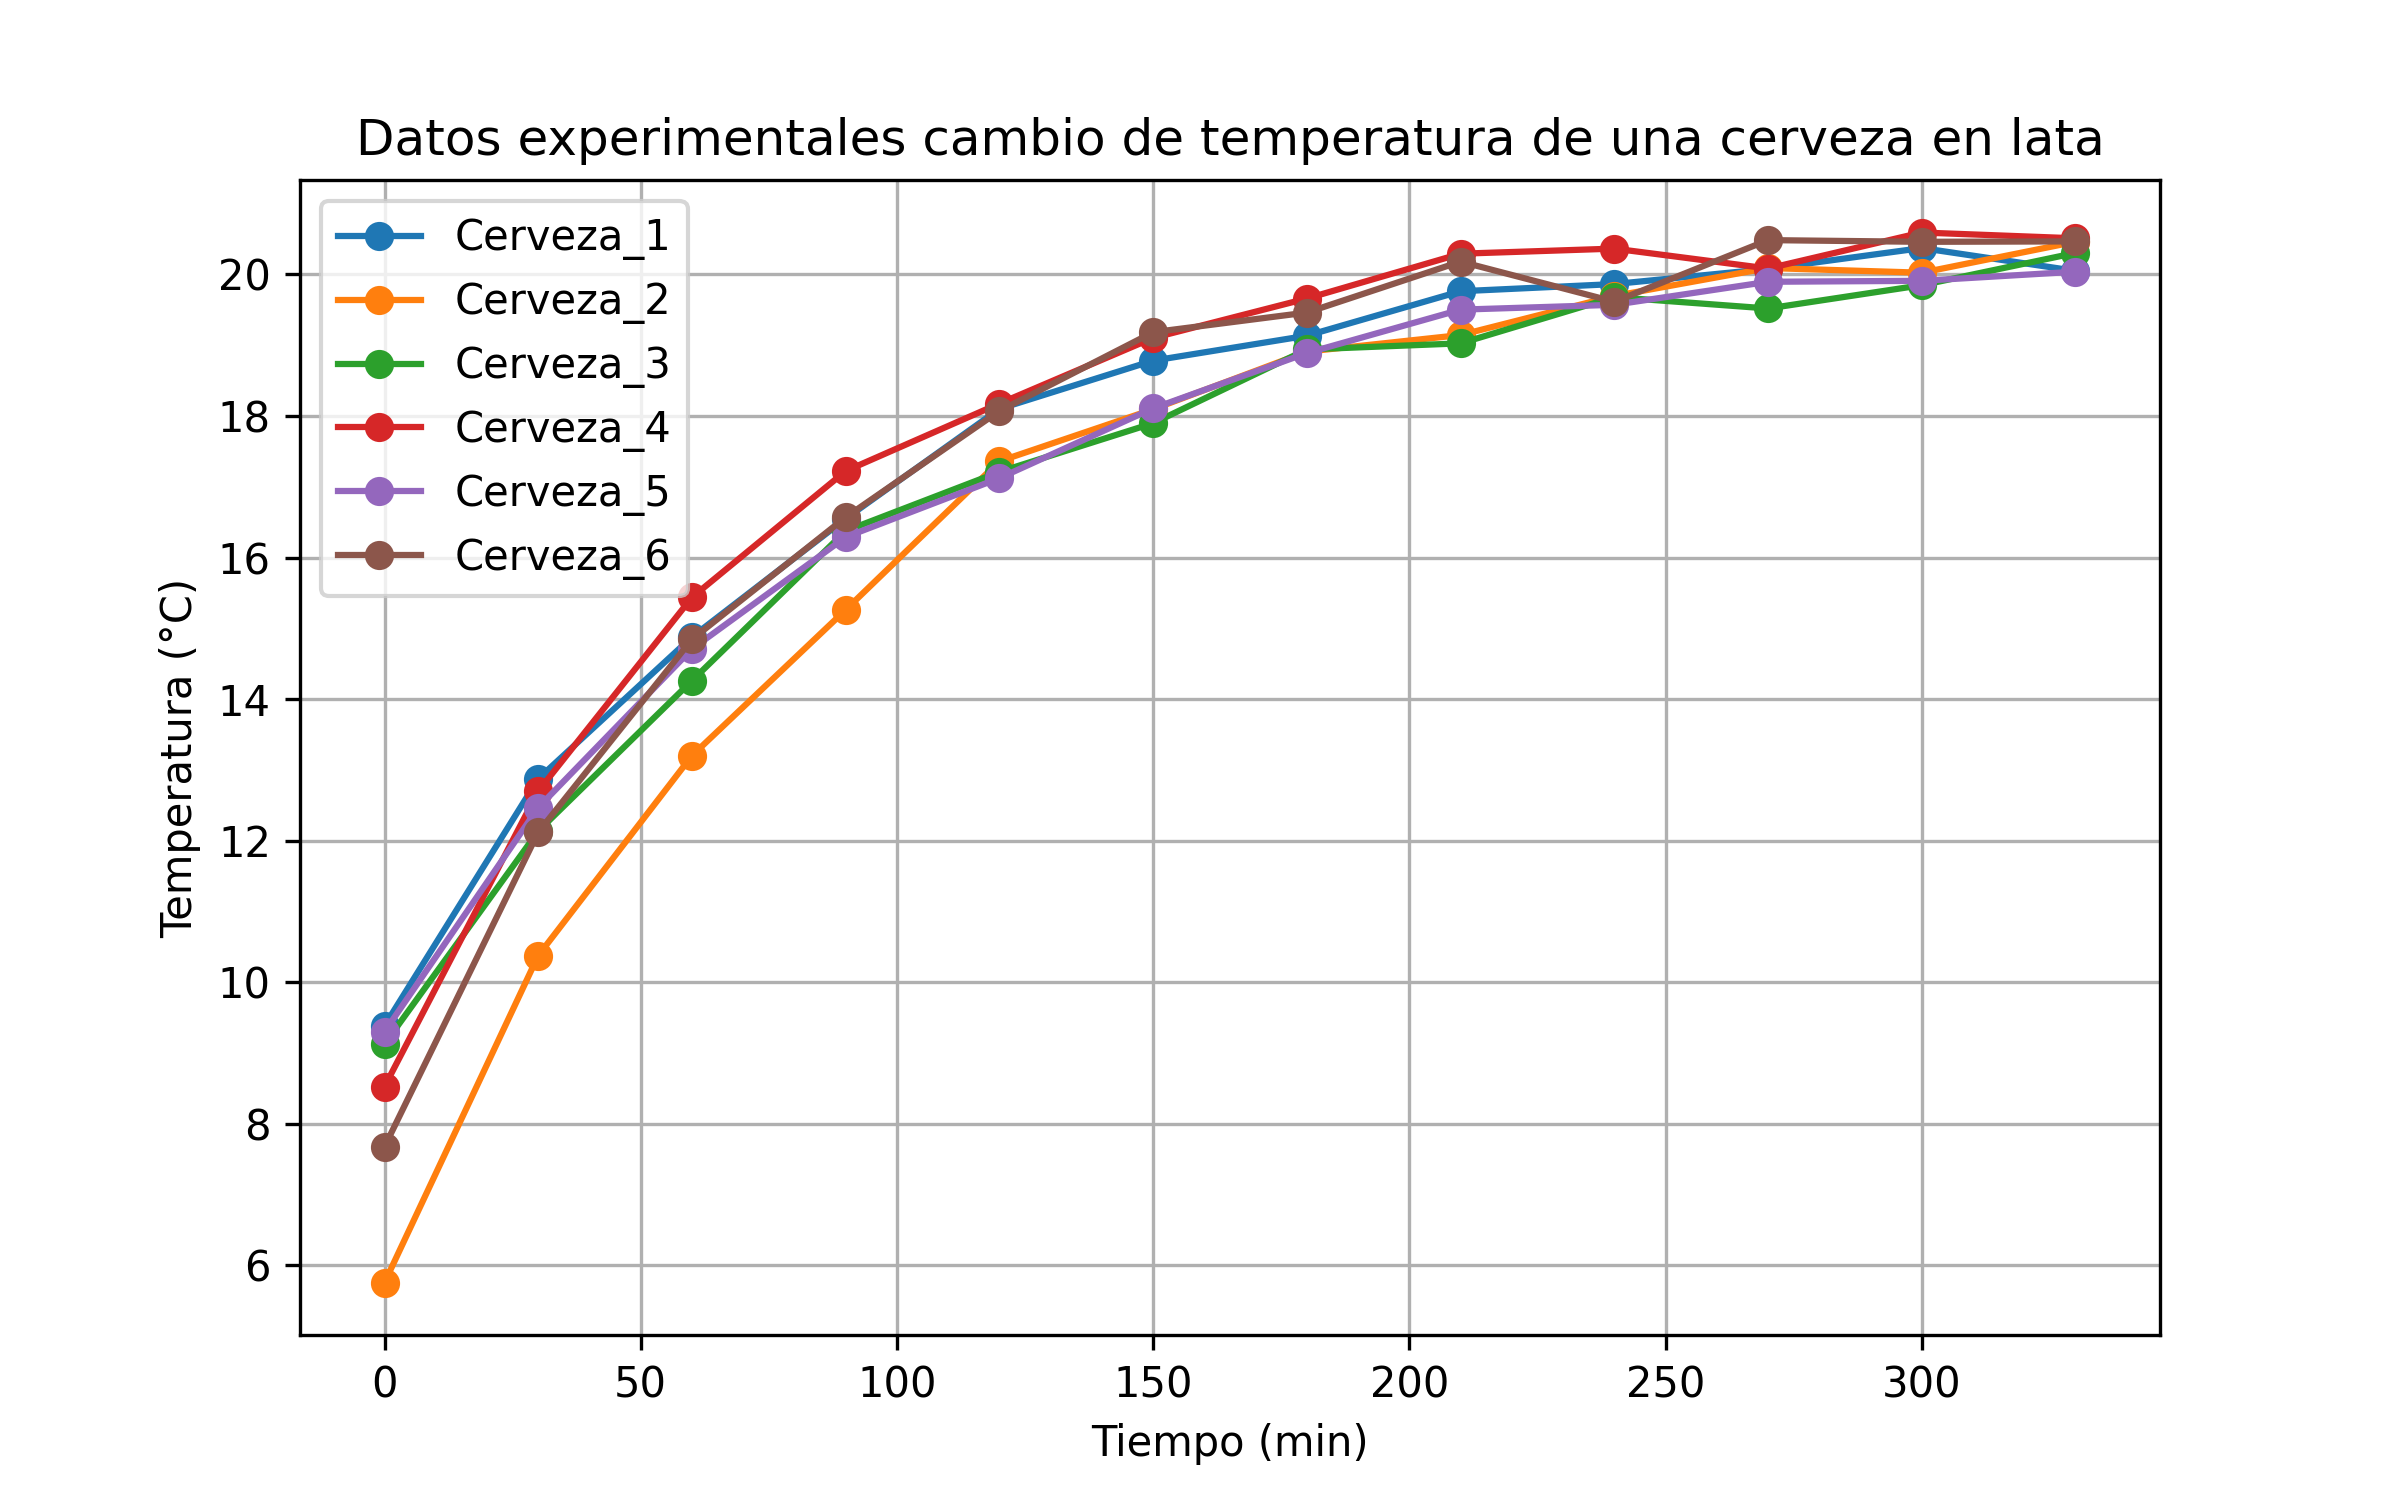 Datos experimentales cambio de temperatura de una cerveza en lata
Cerveza_1
Cerveza_2
Cerveza_3
Cerveza_4
Cerveza_5
Cerveza_6
Temperatura (°C)
20
18
16
14
12
10
8
6
0 50 100 150 200 250 300
Tiempo (min)